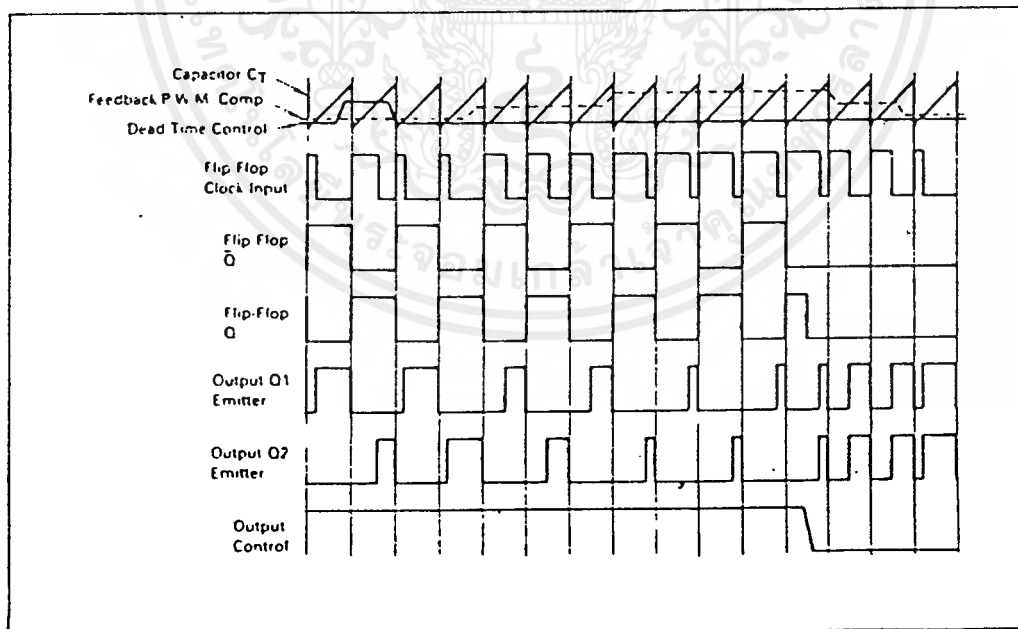 Capacitor CT
Feedback P.W.M. Comp
Dead Time Control
Flip Flop
Clock Input
Flip Flop
Q̅
Flip-Flop
Q
Output Q1
Emitter
Output Q2
Emitter
Output
Control